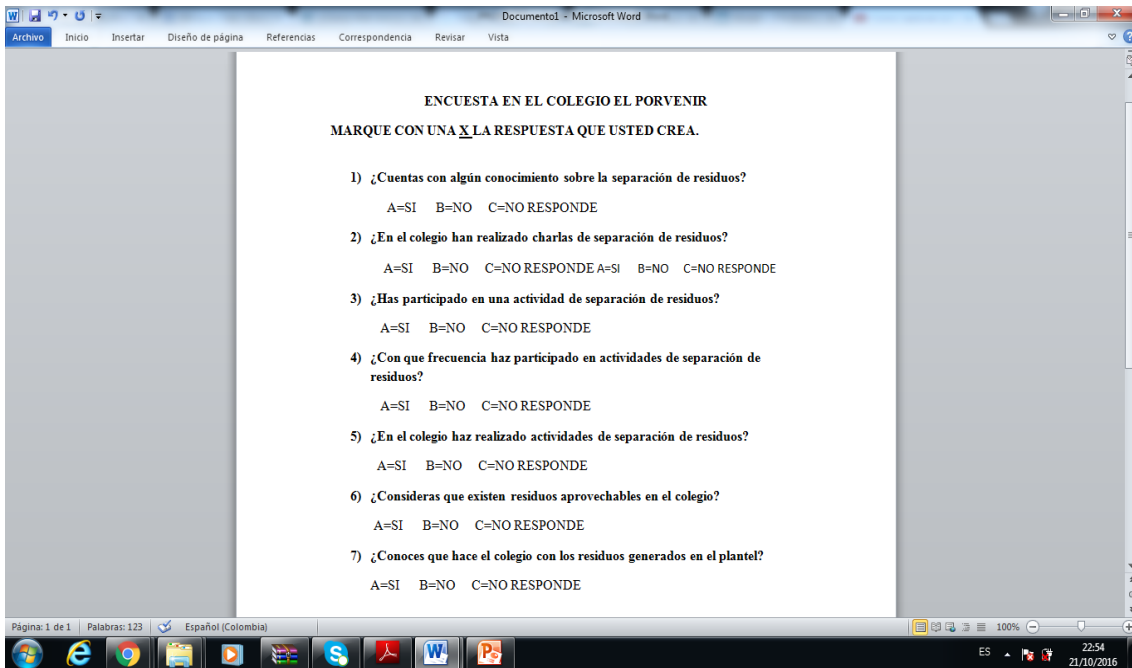 Documento1 - Microsoft Word
Archivo Inicio Insertar Diseño de página Referencias Correspondencia Revisar Vista
ENCUESTA EN EL COLEGIO EL PORVENIR
MARQUE CON UNA X LA RESPUESTA QUE USTED CREA.
1) ¿Cuentas con algún conocimiento sobre la separación de residuos?
A=SI B=NO C=NO RESPONDE
2) ¿En el colegio han realizado charlas de separación de residuos?
A=SI B=NO C=NO RESPONDE A=SI B=NO C=NO RESPONDE
3) ¿Has participado en una actividad de separación de residuos?
A=SI B=NO C=NO RESPONDE
4) ¿Con que frecuencia haz participado en actividades de separación de
residuos?
A=SI B=NO C=NO RESPONDE
5) ¿En el colegio haz realizado actividades de separación de residuos?
A=SI B=NO C=NO RESPONDE
6) ¿Consideras que existen residuos aprovechables en el colegio?
A=SI B=NO C=NO RESPONDE
7) ¿Conoces que hace el colegio con los residuos generados en el plantel?
A=SI B=NO C=NO RESPONDE
Página: 1 de 1 Palabras: 123 Español (Colombia) 100%
ES 22:54
21/10/2016